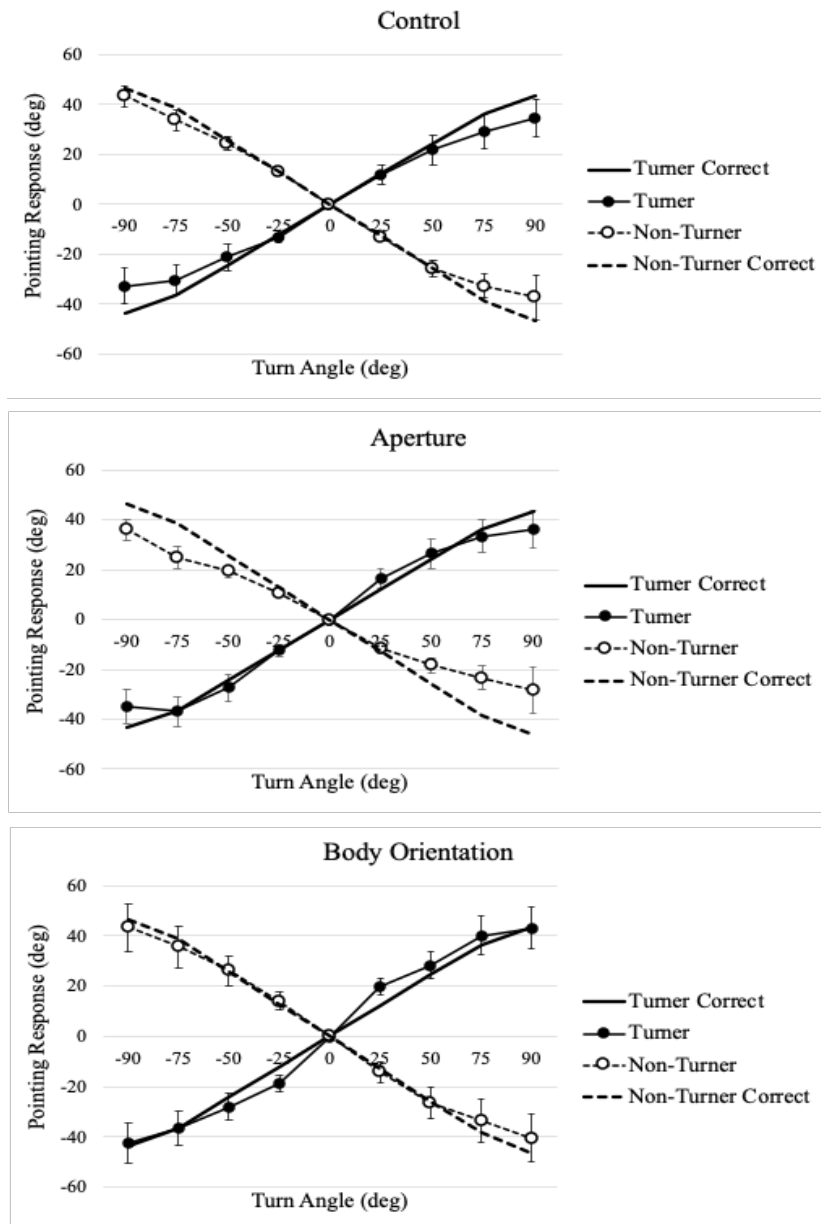 Control
60
40
20
0
-20
-40
-60
-90 -75 -50 -25 0 25 50 75 90
Pointing Response (deg)
Turn Angle (deg)
Turner Correct
Turner
Non-Turner
Non-Turner Correct
Aperture
60
40
20
0
-20
-40
-60
-90 -75 -50 -25 0 25 50 75 90
Pointing Response (deg)
Turn Angle (deg)
Turner Correct
Turner
Non-Turner
Non-Turner Correct
Body Orientation
60
40
20
0
-20
-40
-60
-90 -75 -50 -25 0 25 50 75 90
Pointing Response (deg)
Turn Angle (deg)
Turner Correct
Turner
Non-Turner
Non-Turner Correct